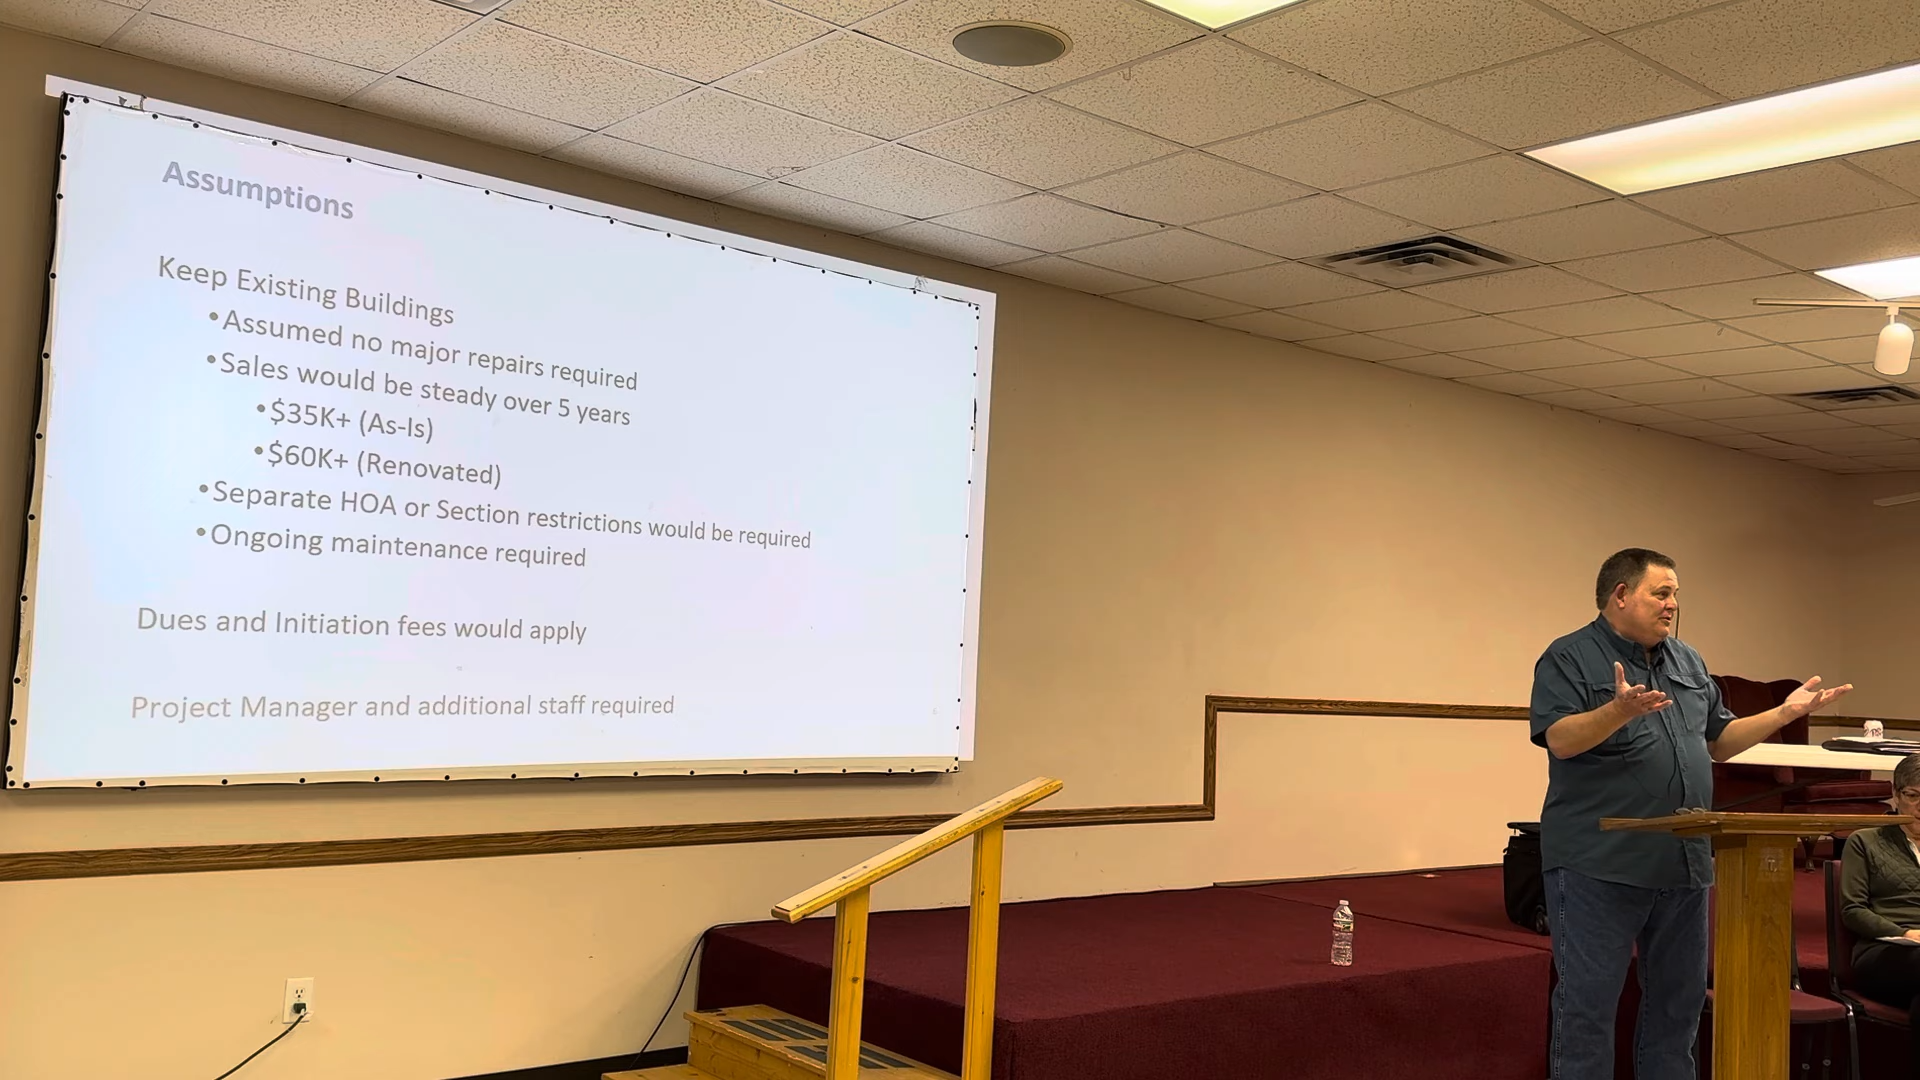 Assumptions
Keep Existing Buildings
•Assumed no major repairs required
•Sales would be steady over 5 years
•$35K+ (As-Is)
•$60K+ (Renovated)
•Separate HOA or Section restrictions would be required
•Ongoing maintenance required
Dues and Initiation fees would apply
Project Manager and additional staff required